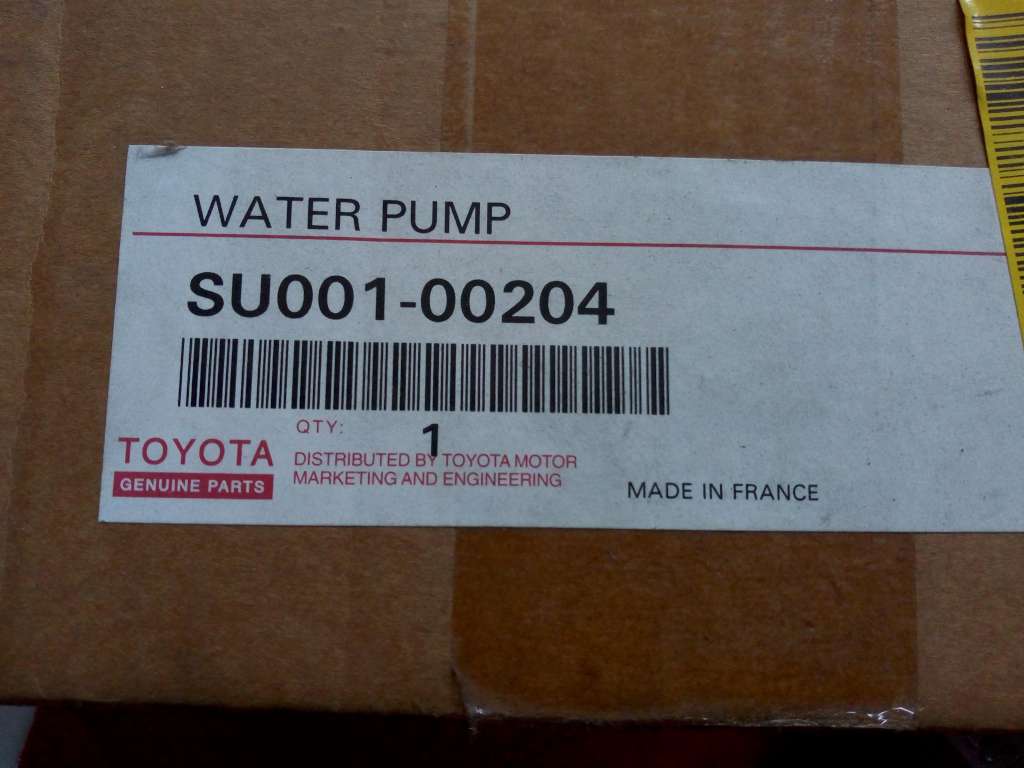 WATER PUMP
SU001-00204
QTY: 1
TOYOTA
GENUINE PARTS
DISTRIBUTED BY TOYOTA MOTOR
MARKETING AND ENGINEERING
MADE IN FRANCE